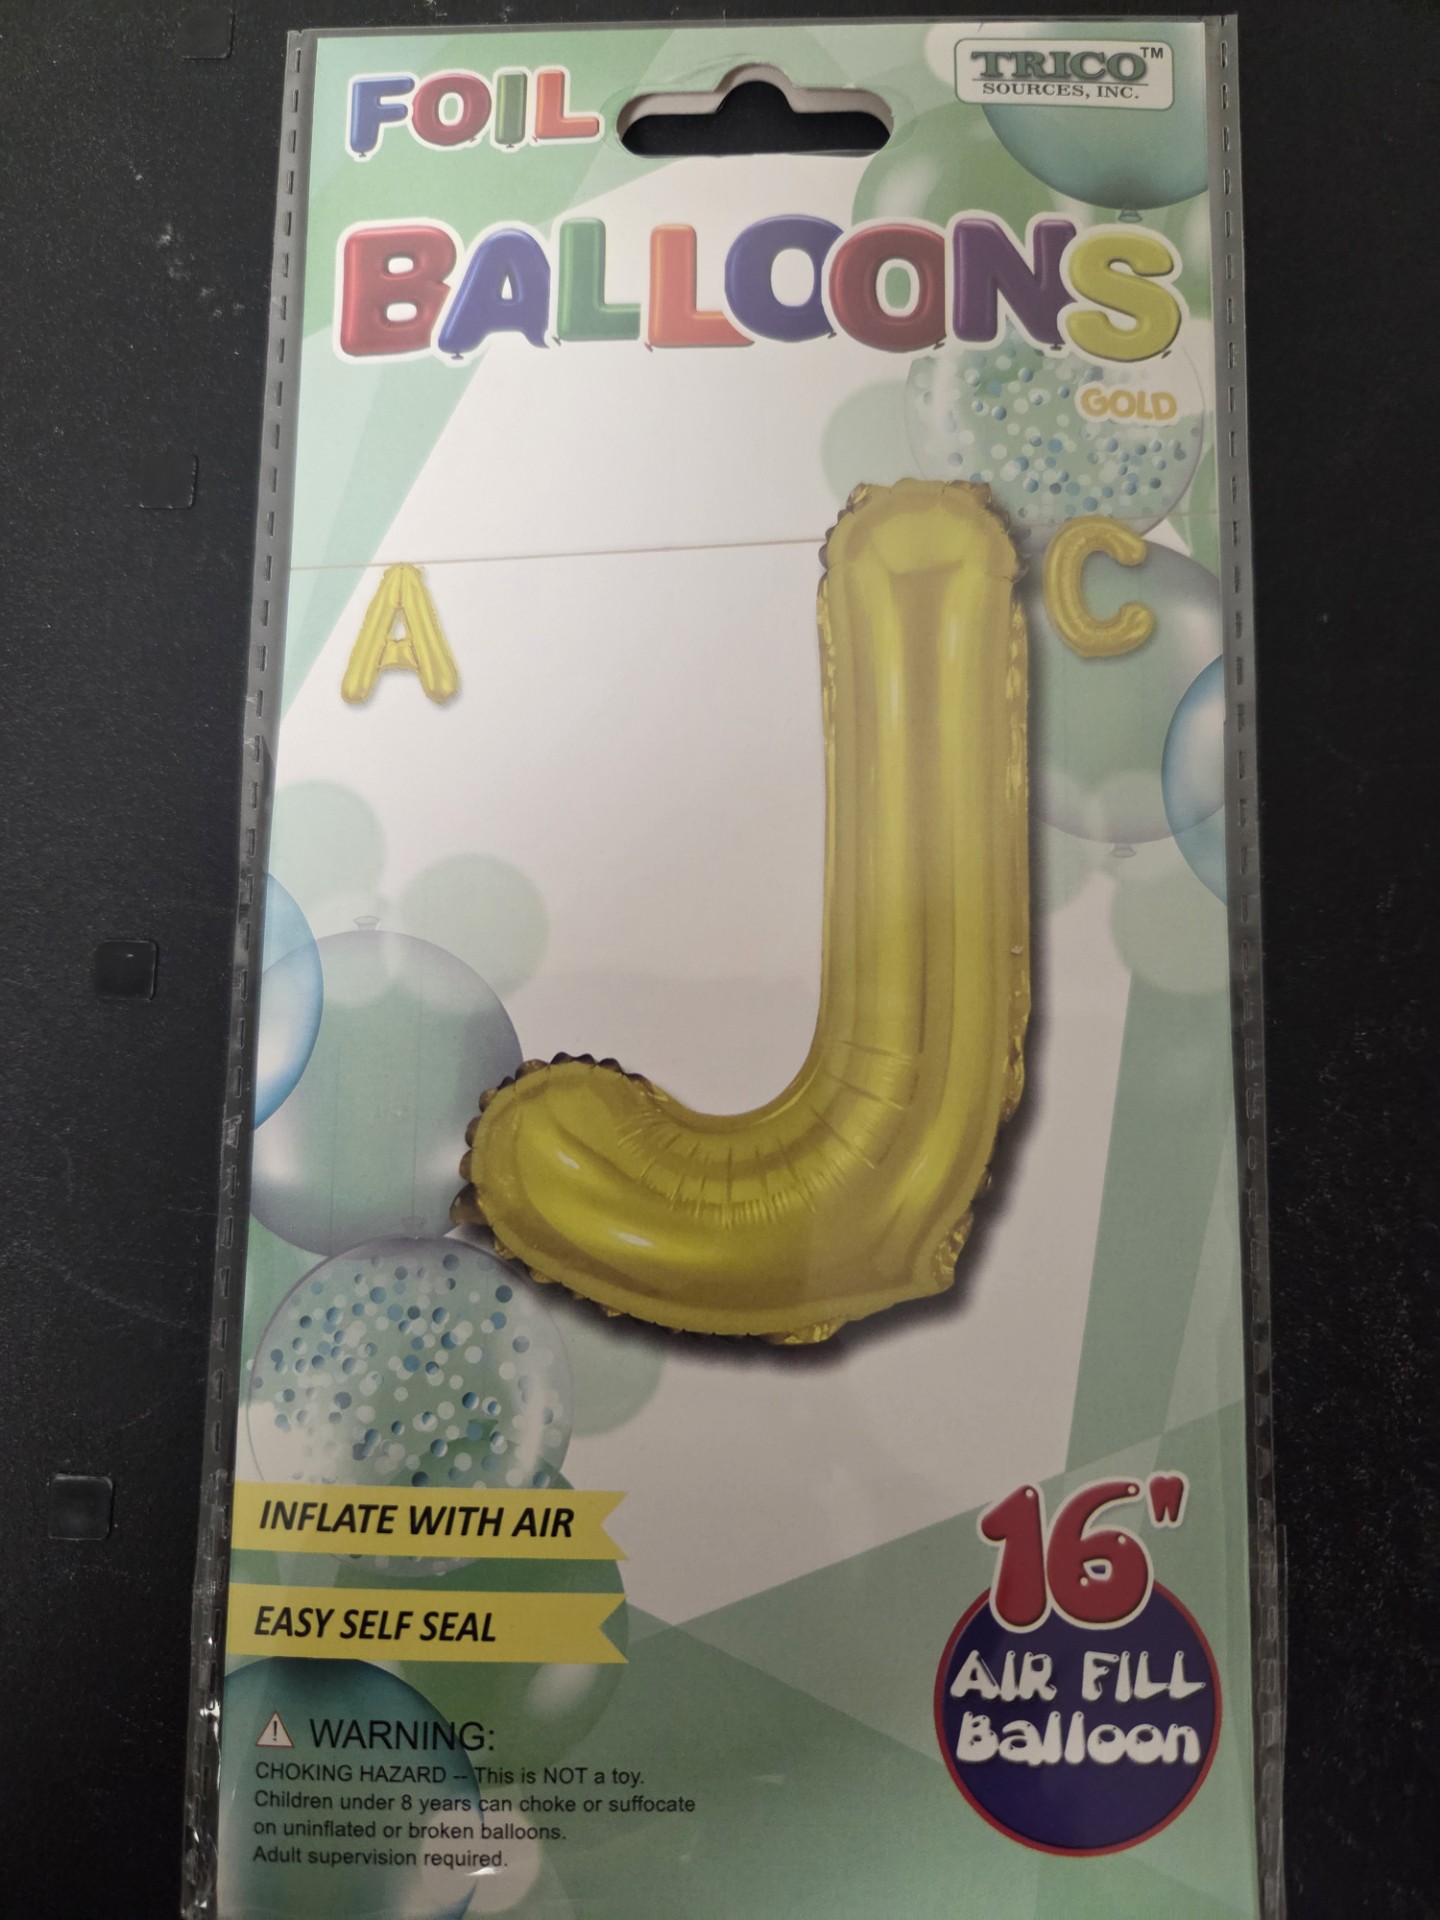 FOIL
TRICO™
SOURCES, INC.
BALLOONS
GOLD
A
J
C
INFLATE WITH AIR
EASY SELF SEAL
16"
AIR FILL
Balloon
WARNING:
CHOKING HAZARD -- This is NOT a toy.
Children under 8 years can choke or suffocate
on uninflated or broken balloons.
Adult supervision required.